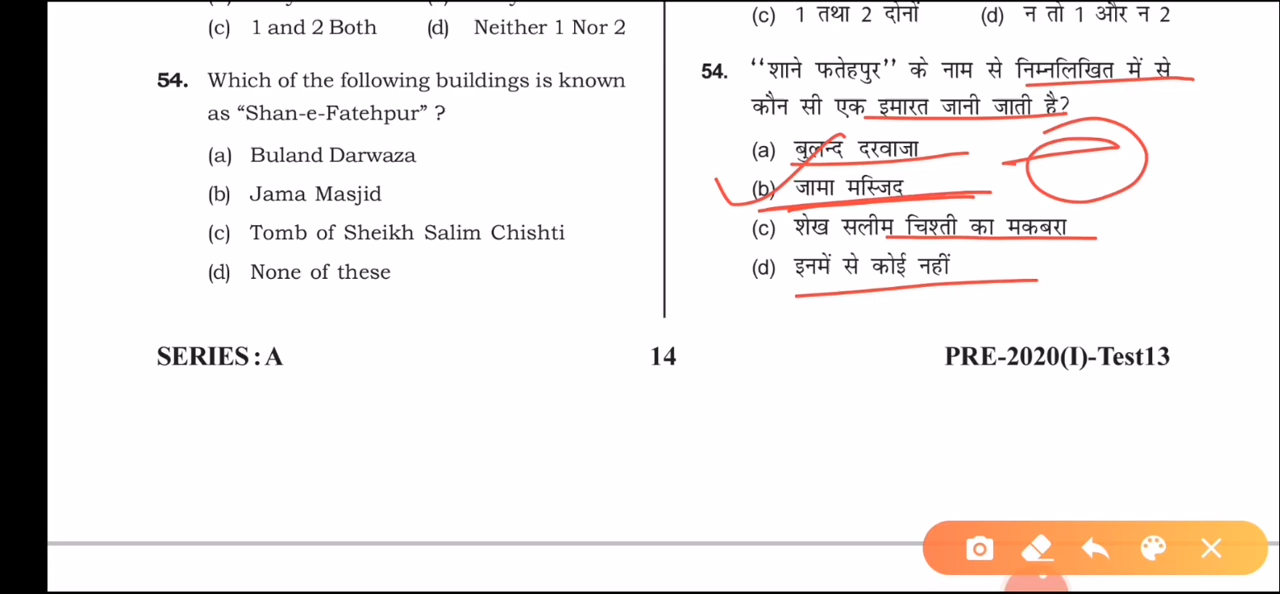 (c) 1 and 2 Both (d) Neither 1 Nor 2
54. Which of the following buildings is known
as “Shan-e-Fatehpur” ?
(a) Buland Darwaza
(b) Jama Masjid
(c) Tomb of Sheikh Salim Chishti
(d) None of these
(c) 1 तथा 2 दोनों (d) न तो 1 और न 2
54. ‘‘शाने फतेहपुर’’ के नाम से निम्नलिखित में से
कौन सी एक इमारत जानी जाती है?
(a) बुलन्द दरवाजा
(b) जामा मस्जिद
(c) शेख सलीम चिश्ती का मकबरा
(d) इनमें से कोई नहीं
SERIES : A 14 PRE-2020(I)-Test13